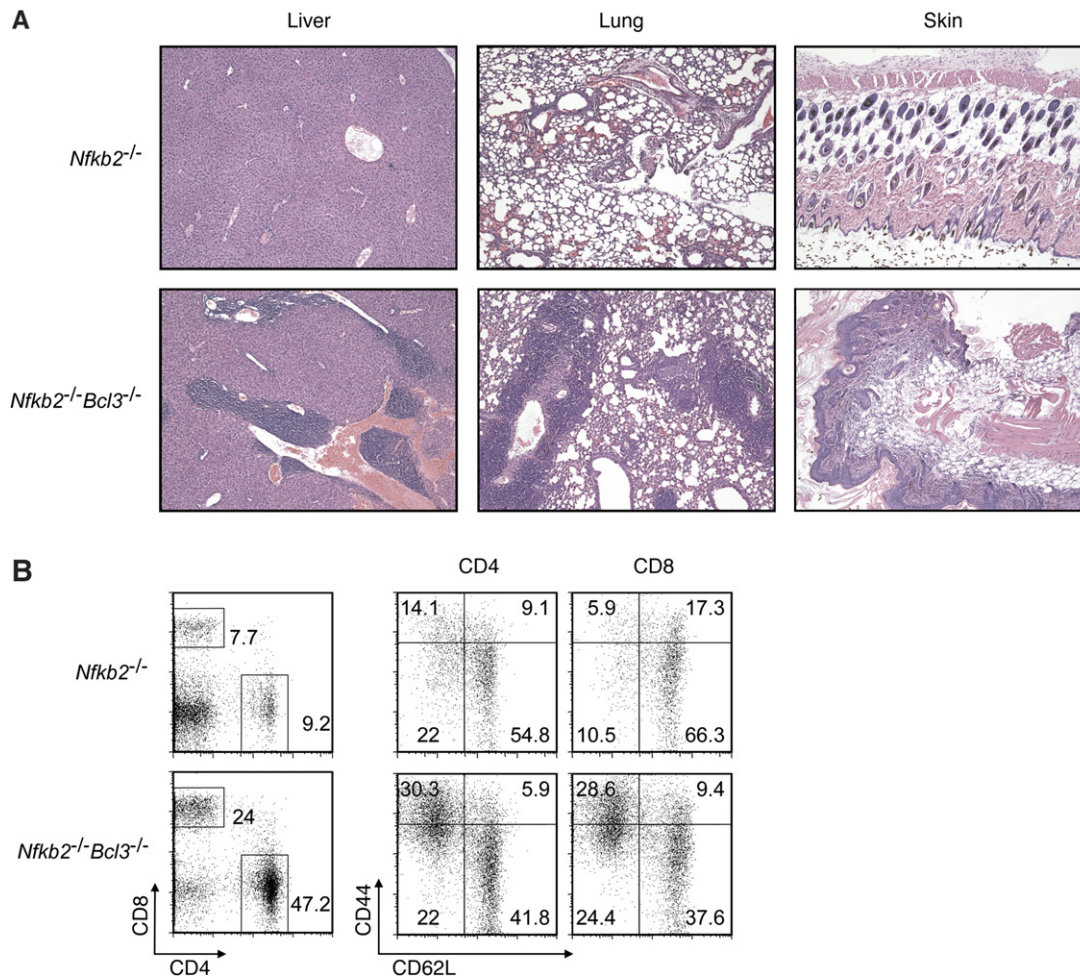 A
Liver Lung Skin
Nfkb2-/-
Nfkb2-/-Bcl3-/-
B
CD4 CD8
Nfkb2-/-
7.7
9.2
14.1 9.1
22 54.8
5.9 17.3
10.5 66.3
Nfkb2-/-Bcl3-/-
24
47.2
30.3 5.9
22 41.8
28.6 9.4
24.4 37.6
CD8
CD4
CD44
CD62L